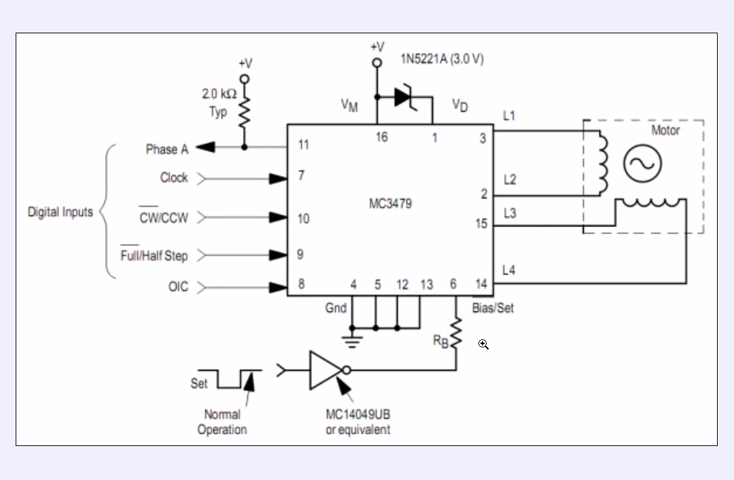 +V
1N5221A (3.0 V)
+V
2.0 kΩ
Typ
VM
VD
L1
Motor
16
1
3
Phase A
11
Clock
7
L2
2
MC3479
Digital Inputs
CW/CCW
10
15
L3
Full/Half Step
9
L4
OIC
8
4
5
12
13
6
14
Gnd
Bias/Set
RB
Set
Normal
Operation
MC14049UB
or equivalent